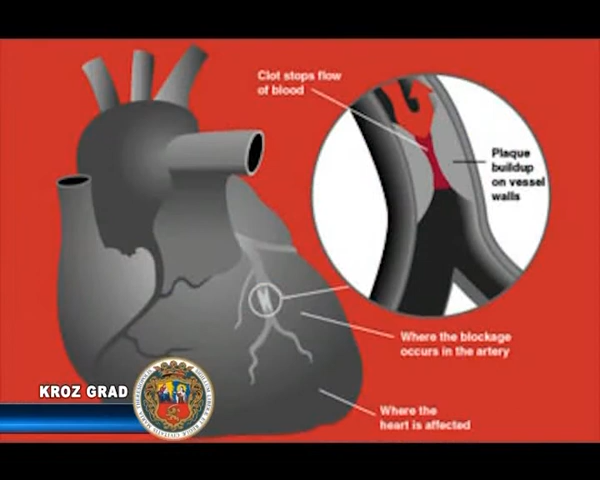 Clot stops flow
of blood
Plaque
buildup
on vessel
walls
Where the blockage
occurs in the artery
Where the
heart is affected
KROZ GRAD